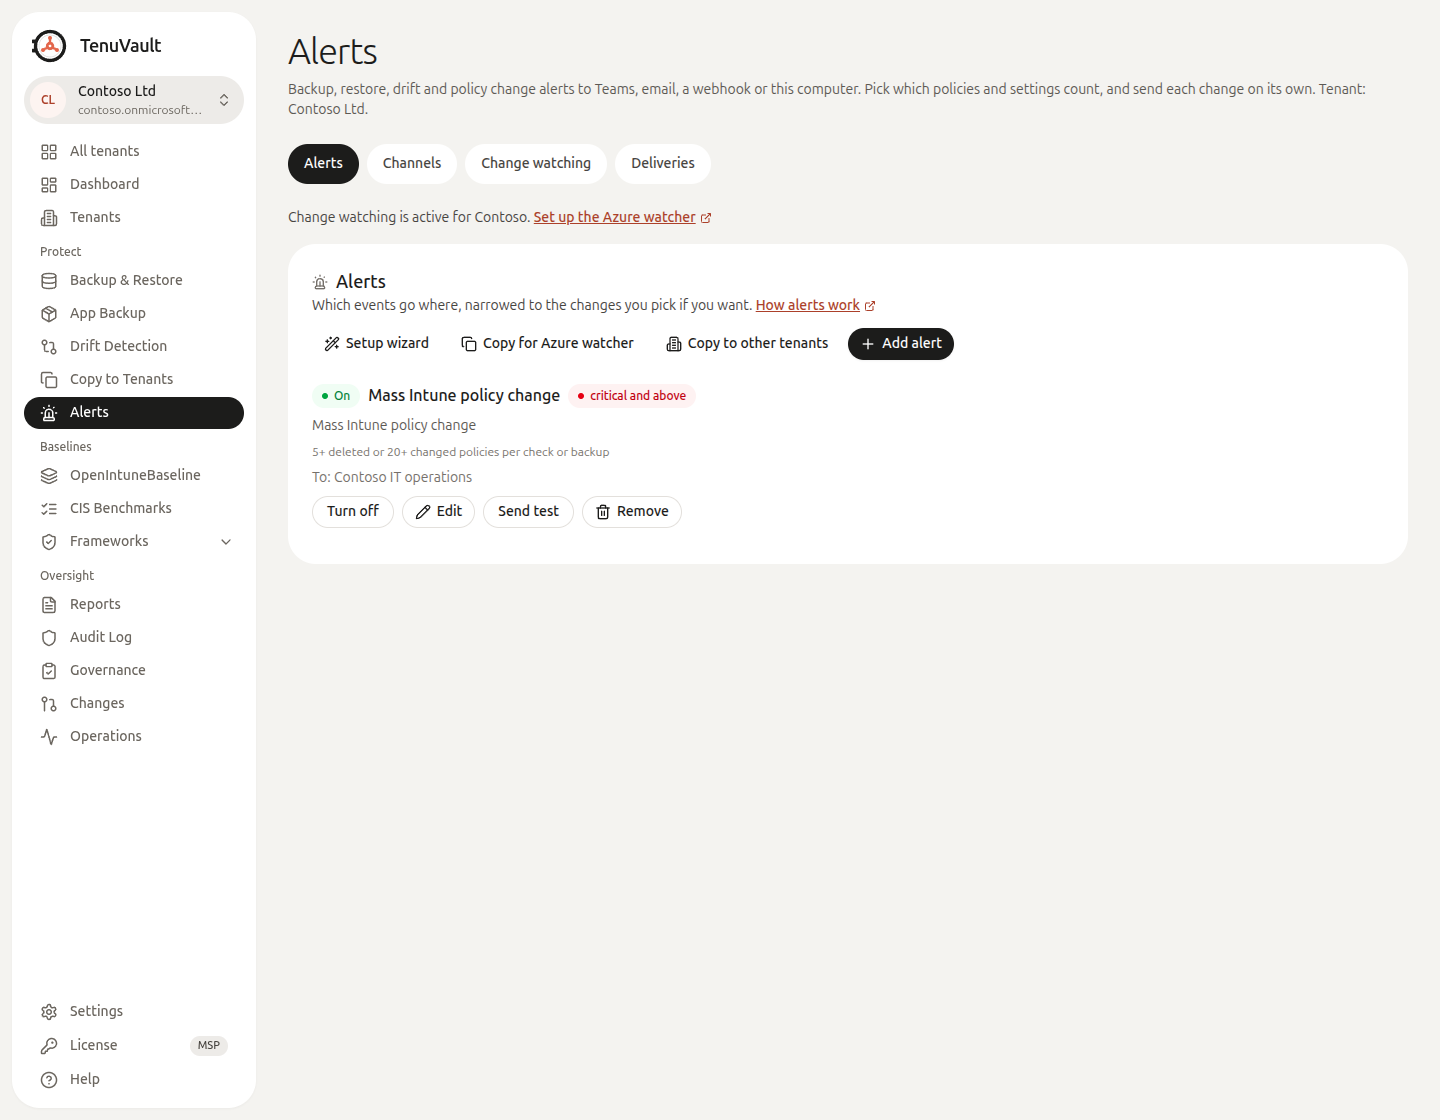 TenuVault
CL
Contoso Ltd
contoso.onmicrosoft...
All tenants
Dashboard
Tenants
Protect
Backup & Restore
App Backup
Drift Detection
Copy to Tenants
Alerts
Baselines
OpenIntuneBaseline
CIS Benchmarks
Frameworks
Oversight
Reports
Audit Log
Governance
Changes
Operations
Settings
License MSP
Help
Alerts
Backup, restore, drift and policy change alerts to Teams, email, a webhook or this computer. Pick which policies and settings count, and send each change on its own. Tenant:
Contoso Ltd.
Alerts Channels Change watching Deliveries
Change watching is active for Contoso. Set up the Azure watcher
Alerts
Which events go where, narrowed to the changes you pick if you want. How alerts work
Setup wizard Copy for Azure watcher Copy to other tenants Add alert
On Mass Intune policy change critical and above
Mass Intune policy change
5+ deleted or 20+ changed policies per check or backup
To: Contoso IT operations
Turn off Edit Send test Remove